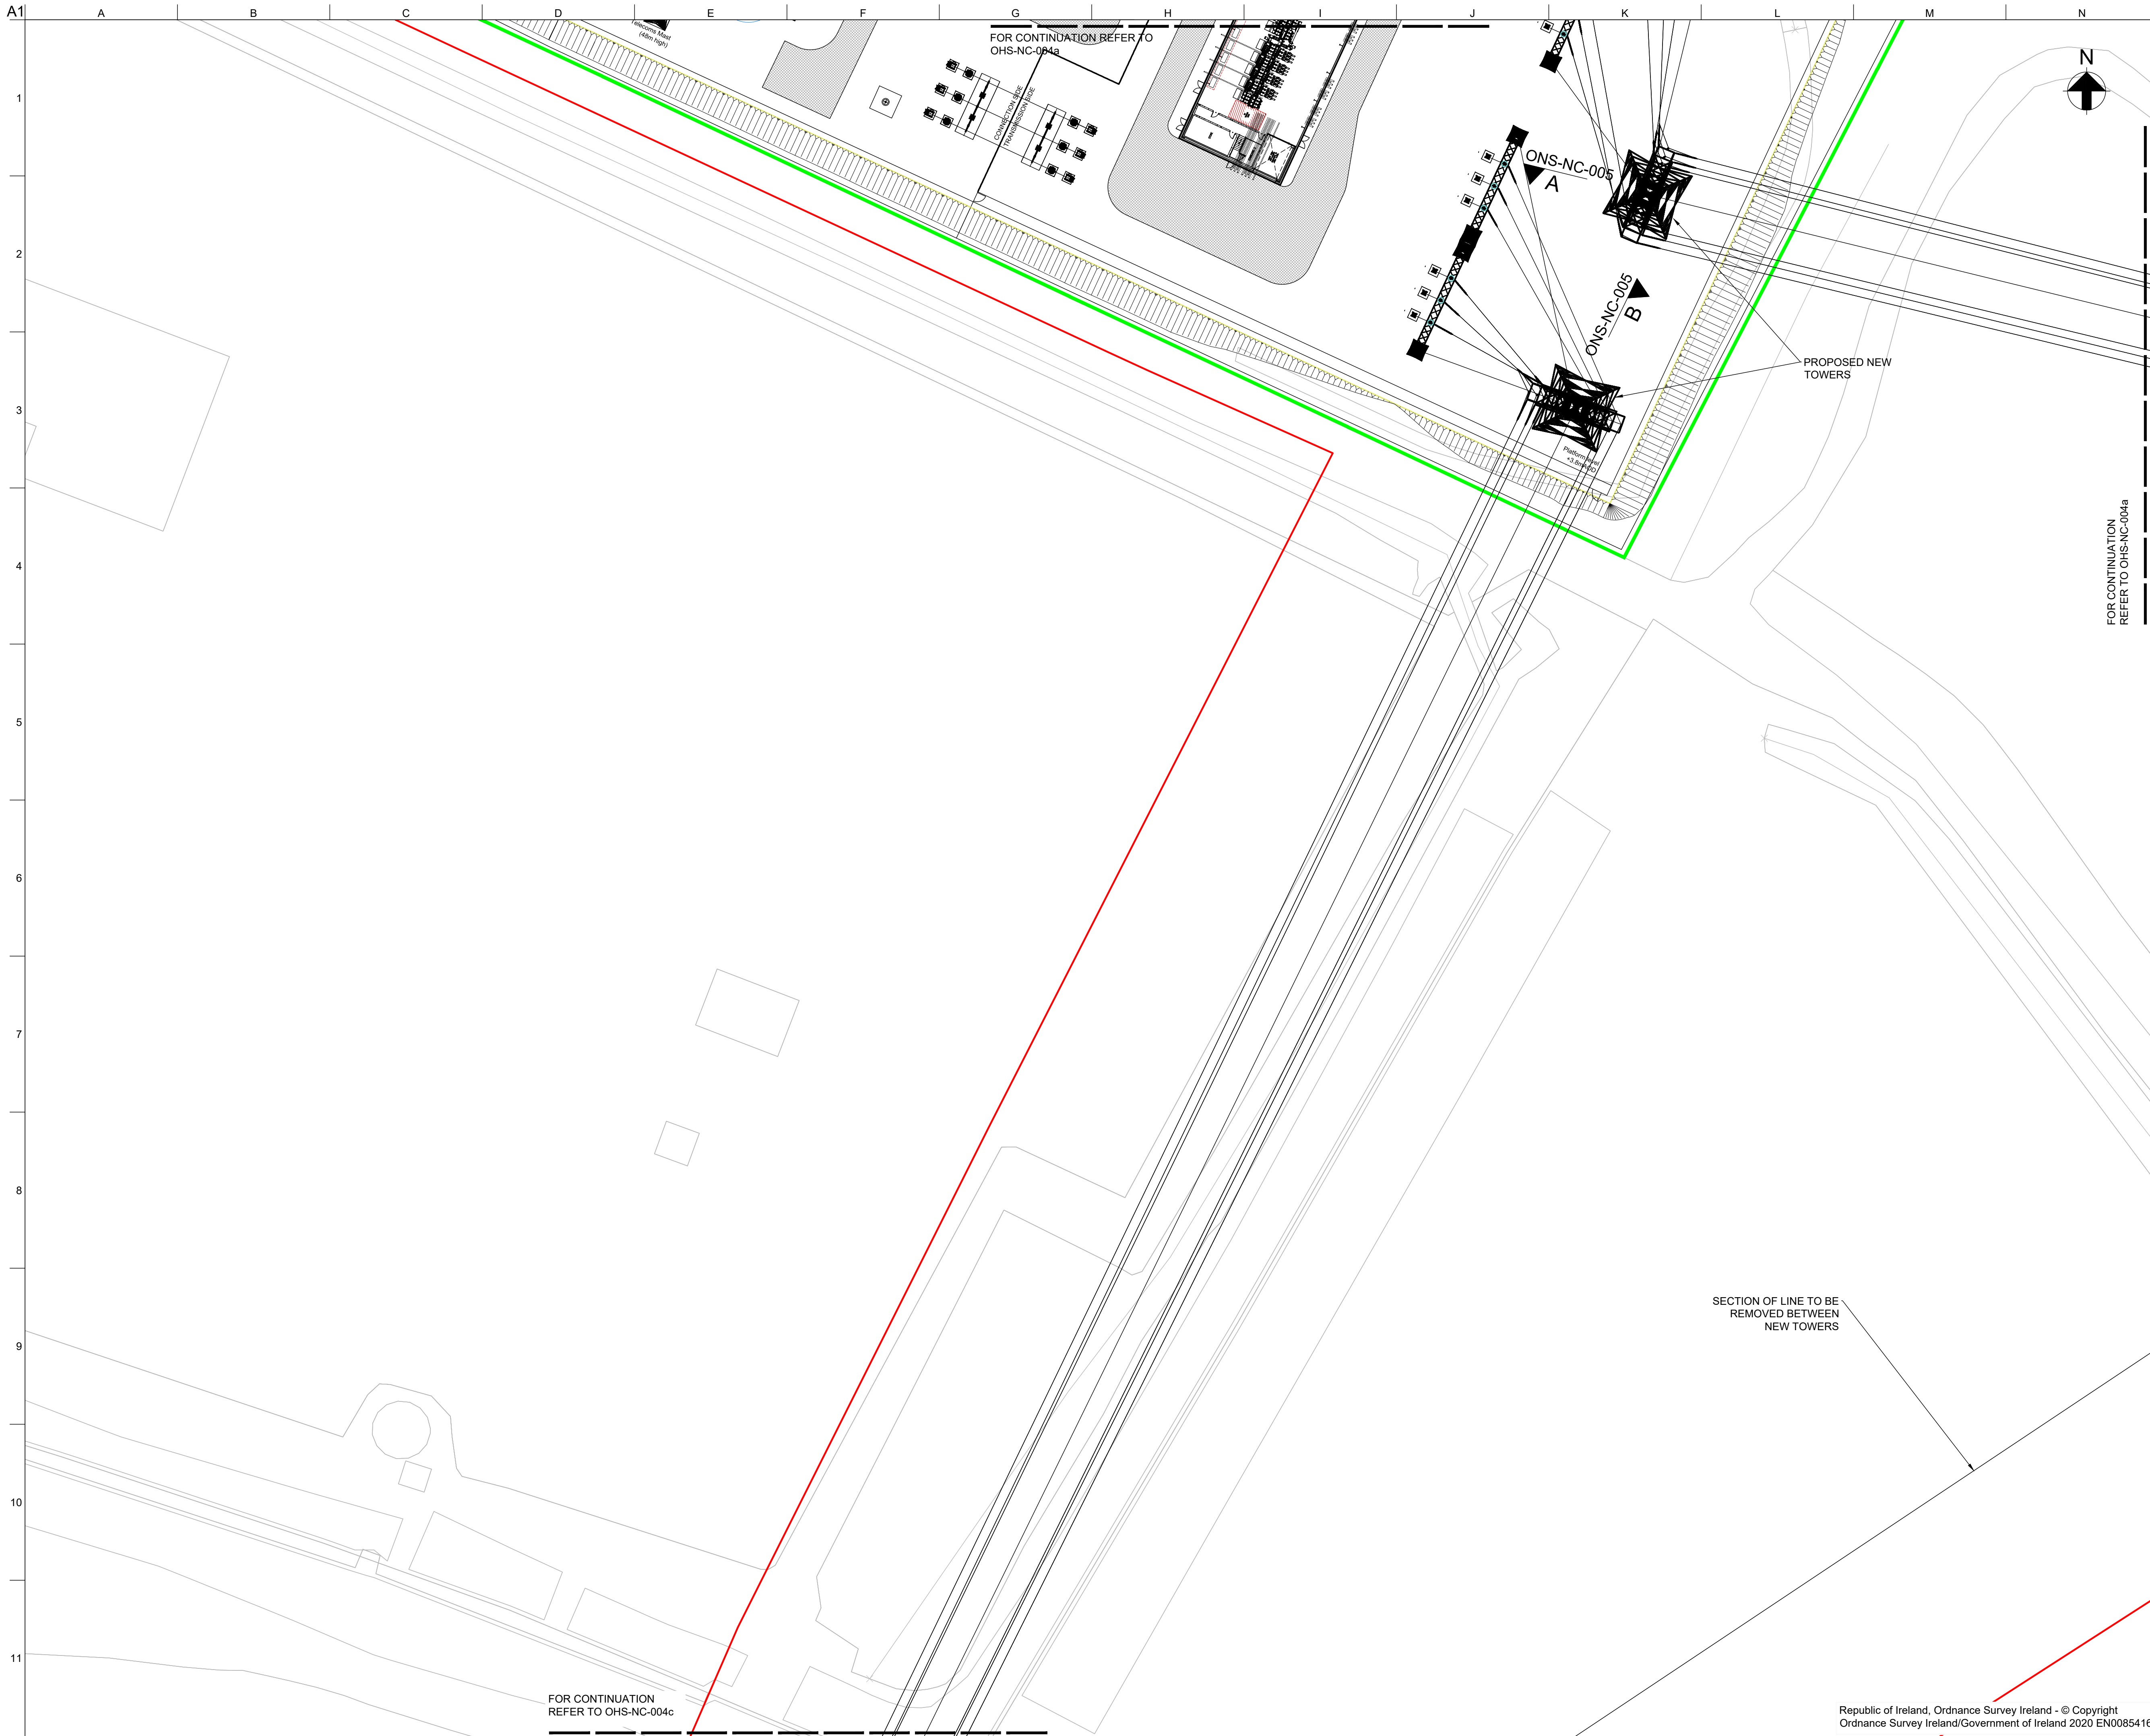 A1
A B C D E F G H I J K L M N
1
2
3
4
5
6
7
8
9
10
11
Telecoms Mast
(48m high)
FOR CONTINUATION REFER TO
OHS-NC-004a
N
CONNECTION SIDE
TRANSMISSION SIDE
ONS-NC-005
A
ONS-NC-005
B
PROPOSED NEW
TOWERS
Platform level
FOR CONTINUATION
REFER TO OHS-NC-004a
SECTION OF LINE TO BE
REMOVED BETWEEN
NEW TOWERS
FOR CONTINUATION
REFER TO OHS-NC-004c
Republic of Ireland, Ordnance Survey Ireland - © Copyright
Ordnance Survey Ireland/Government of Ireland 2020 EN0085416